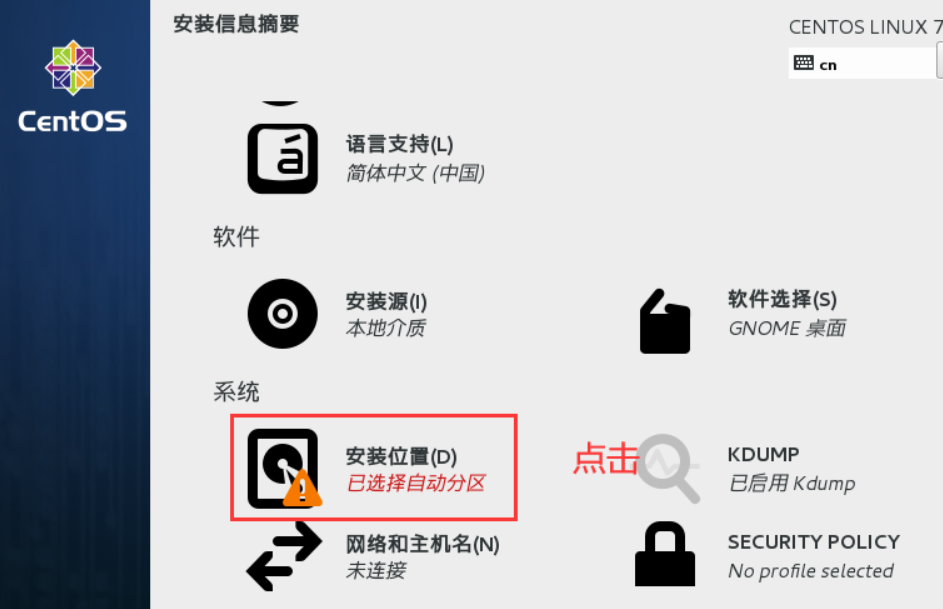 安装信息摘要
CENTOS LINUX 7
cn
CentOS
á
语言支持(L)
简体中文 (中国)
软件
安装源(I)
本地介质
软件选择(S)
GNOME 桌面
系统
安装位置(D)
已选择自动分区
点击
KDUMP
已启用 Kdump
网络和主机名(N)
未连接
SECURITY POLICY
No profile selected